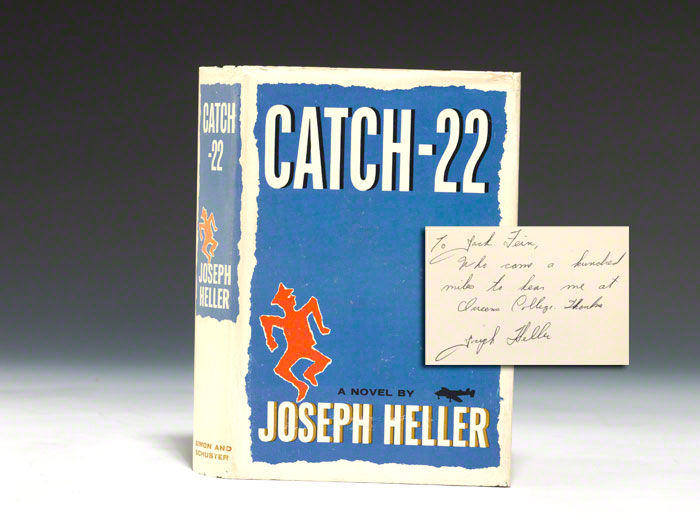 CATCH
-22
JOSEPH
HELLER
SIMON AND
SCHUSTER
CATCH-22
A NOVEL BY
JOSEPH HELLER
To Jack Fein,
Who came a hundred
miles to hear me at
Queens College. Thanks
Joseph Heller